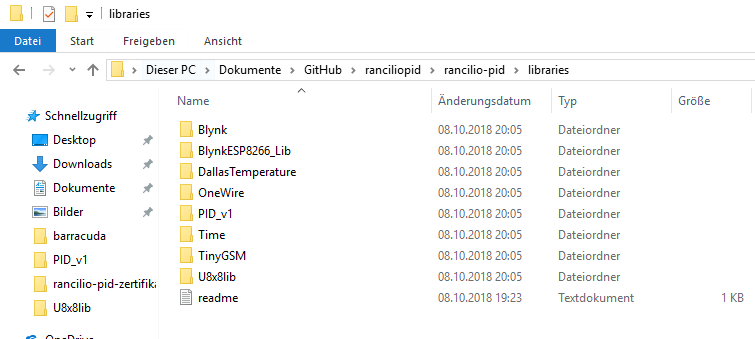 libraries
Datei Start Freigeben Ansicht
Dieser PC Dokumente GitHub ranciliopid rancilio-pid libraries
Name Änderungsdatum Typ Größe
Schnellzugriff
Desktop
Downloads
Dokumente
Bilder
barracuda
PID_v1
rancilio-pid-zertifika
U8x8lib
OneDrive
Blynk 08.10.2018 20:05 Dateiordner
BlynkESP8266_Lib 08.10.2018 20:05 Dateiordner
DallasTemperature 08.10.2018 20:05 Dateiordner
OneWire 08.10.2018 20:05 Dateiordner
PID_v1 08.10.2018 20:05 Dateiordner
Time 08.10.2018 20:05 Dateiordner
TinyGSM 08.10.2018 20:05 Dateiordner
U8x8lib 08.10.2018 20:05 Dateiordner
readme 08.10.2018 19:23 Textdokument 1 KB